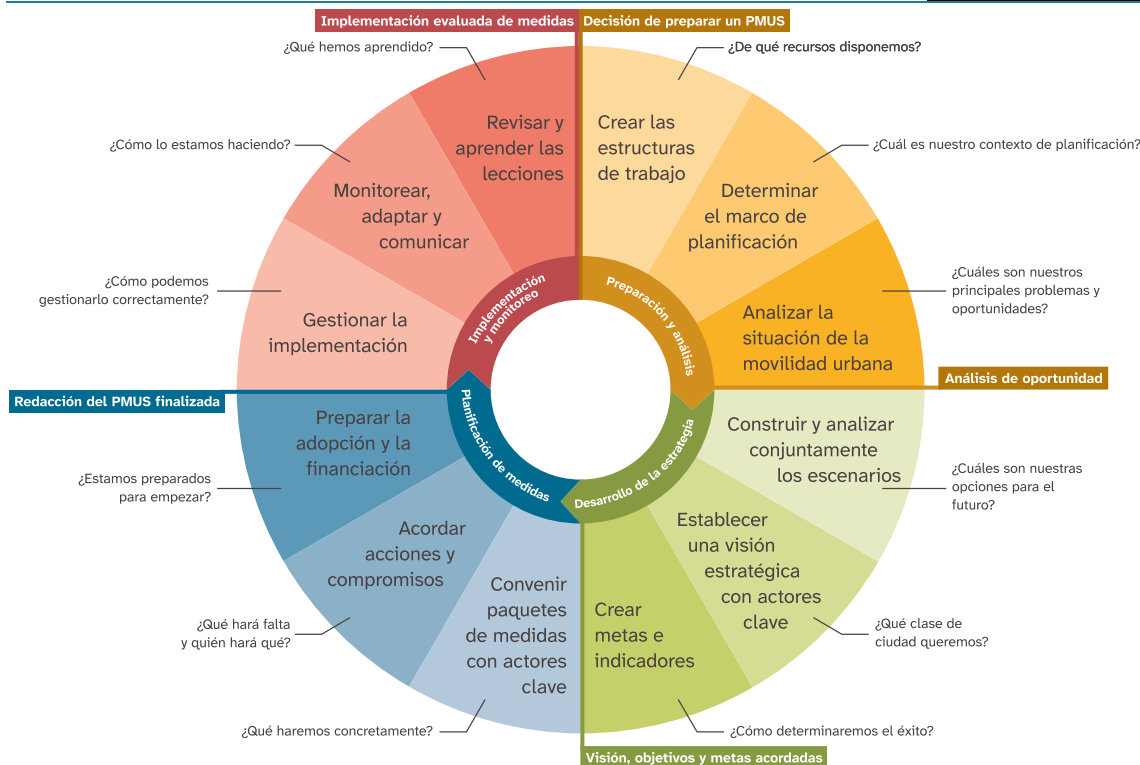 Implementación evaluada de medidas
Decisión de preparar un PMUS
¿Qué hemos aprendido?
¿De qué recursos disponemos?
Revisar y
aprender las
lecciones
Crear las
estructuras
de trabajo
¿Cómo lo estamos haciendo?
¿Cuál es nuestro contexto de planificación?
Monitorear,
adaptar y
comunicar
Determinar
el marco de
planificación
¿Cómo podemos
gestionarlo correctamente?
¿Cuáles son nuestros
principales problemas y
oportunidades?
Gestionar la
implementación
Analizar la
situación de la
movilidad urbana
Implementación
y monitoreo
Preparación y análisis
Redacción del PMUS finalizada
Análisis de oportunidad
Planificación de medidas
Desarrollo de la estrategia
Preparar la
adopción y la
financiación
Construir y analizar
conjuntamente
los escenarios
¿Estamos preparados
para empezar?
¿Cuáles son nuestras
opciones para el
futuro?
Acordar
acciones y
compromisos
Establecer
una visión
estratégica
con actores
clave
Convenir
paquetes
de medidas
con actores
clave
Crear
metas e
indicadores
¿Qué hará falta
y quién hará qué?
¿Qué clase de
ciudad queremos?
¿Qué haremos concretamente?
¿Cómo determinaremos el éxito?
Visión, objetivos y metas acordadas